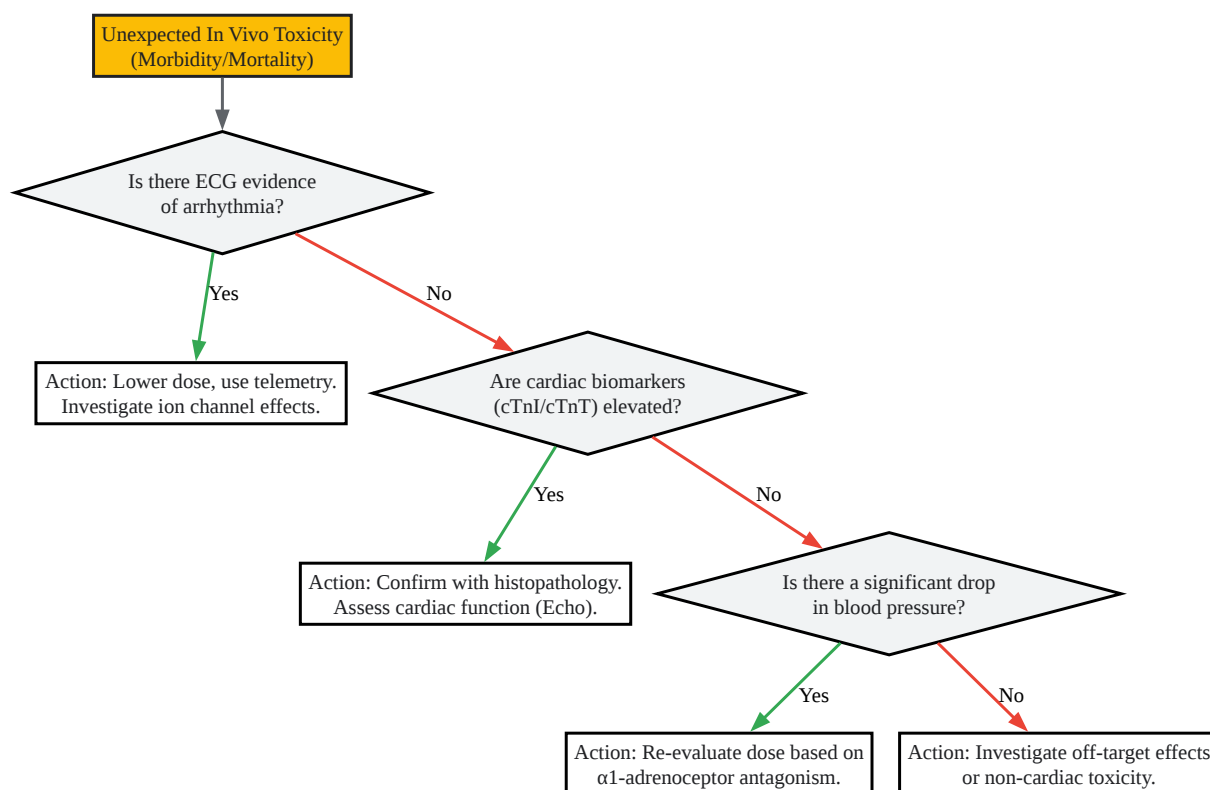 Unexpected In Vivo Toxicity
(Morbidity/Mortality)
Is there ECG evidence
of arrhythmia?
Yes
No
Action: Lower dose, use telemetry.
Investigate ion channel effects.
Are cardiac biomarkers
(cTnI/cTnT) elevated?
Yes
No
Action: Confirm with histopathology.
Assess cardiac function (Echo).
Is there a significant drop
in blood pressure?
Yes
No
Action: Re-evaluate dose based on
α1-adrenoceptor antagonism.
Action: Investigate off-target effects
or non-cardiac toxicity.